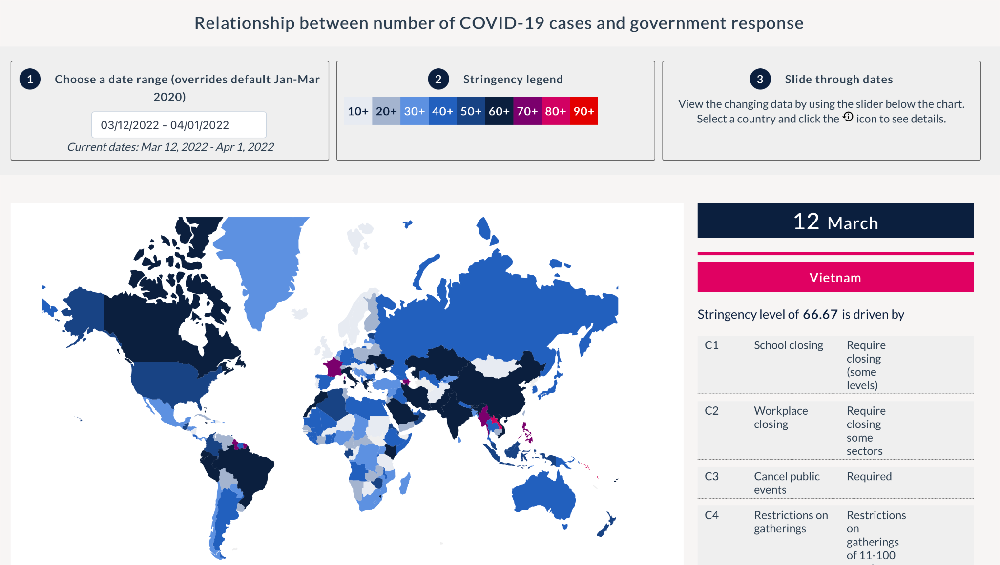 Relationship between number of COVID-19 cases and government response
1
Choose a date range (overrides default Jan-Mar
2020)
03/12/2022 - 04/01/2022
Current dates: Mar 12, 2022 - Apr 1, 2022
2
Stringency legend
10+ 20+ 30+ 40+ 50+ 60+ 70+ 80+ 90+
3
Slide through dates
View the changing data by using the slider below the chart.
Select a country and click the icon to see details.
12 March
Vietnam
Stringency level of 66.67 is driven by
C1
School closing
Require
closing
(some
levels)
C2
Workplace
closing
Require
closing
some
sectors
C3
Cancel public
events
Required
C4
Restrictions on
gatherings
Restrictions
on
gatherings
of 11-100